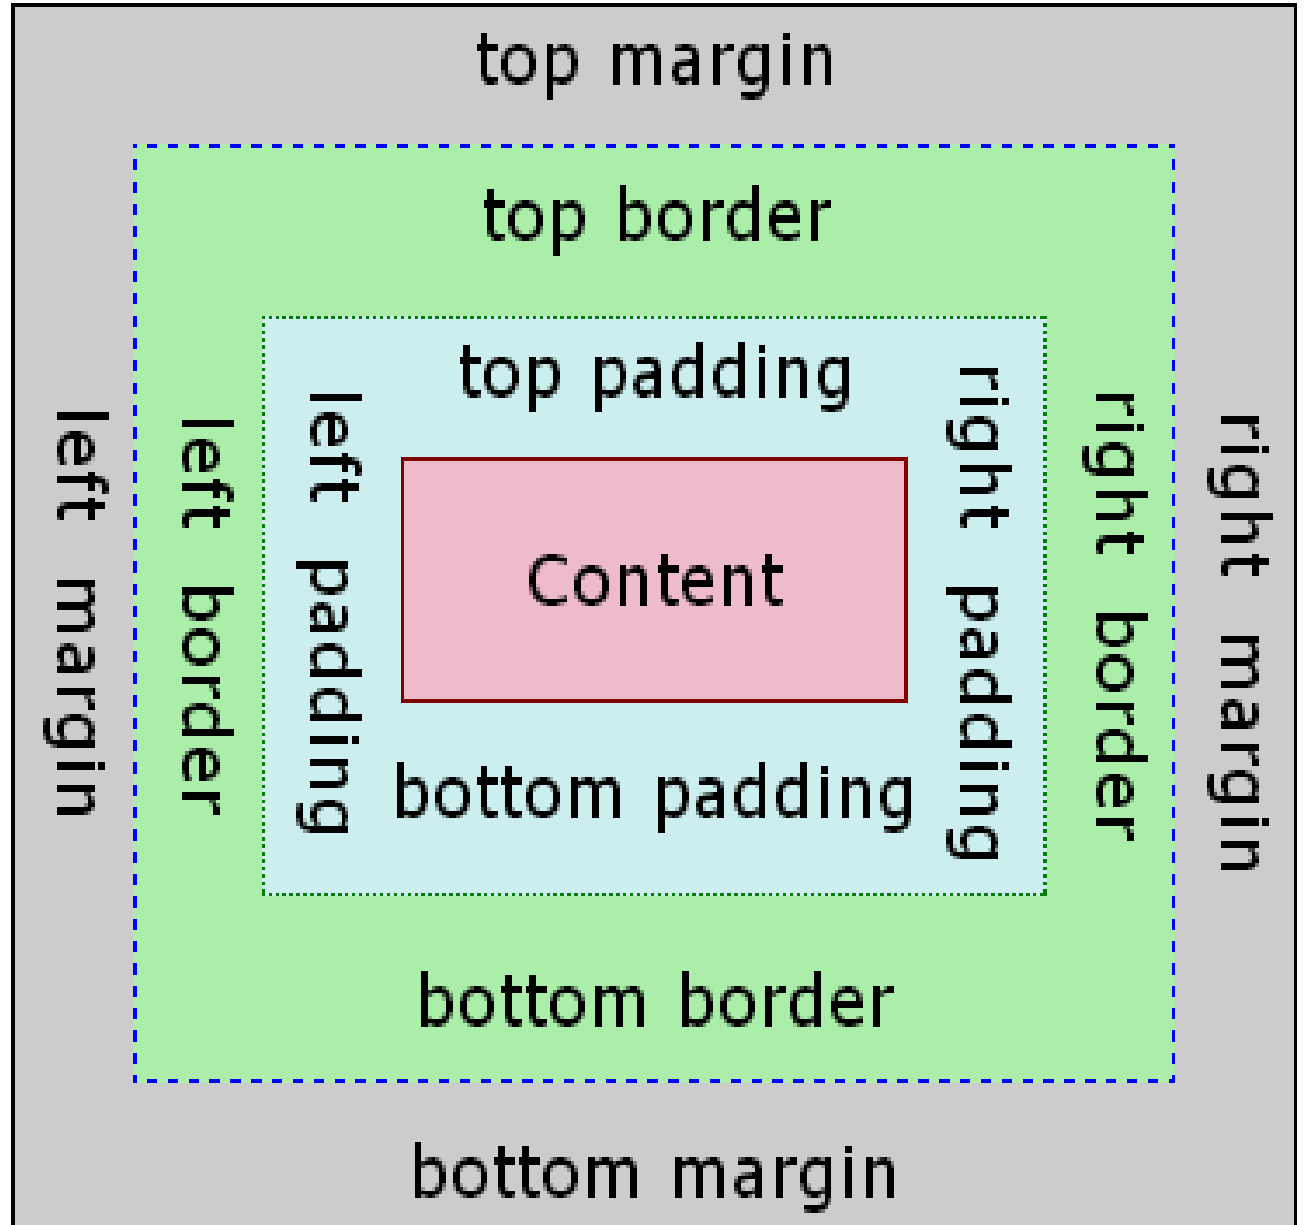 top margin
top border
top padding
left margin
left border
left padding
Content
right padding
right border
right margin
bottom padding
bottom border
bottom margin